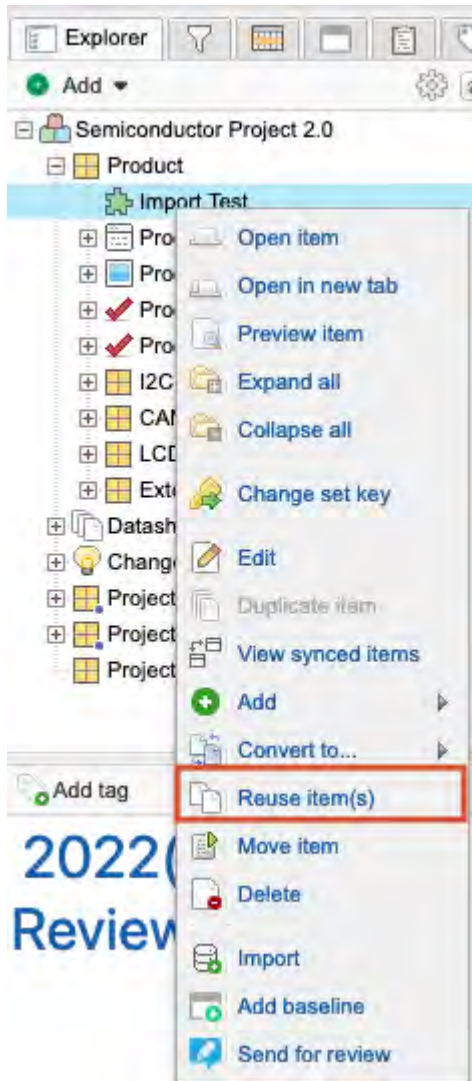 Explorer
Add
Semiconductor Project 2.0
Product
Import Test
Pro
Open item
Pro
Open in new tab
Pro
Preview item
Pro
I2C
Expand all
CAN
Collapse all
LCD
Exte
Change set key
Datash
Change
Edit
Project
Duplicate item
Project
View synced items
Project
Add
Convert to...
Add tag
Reuse item(s)
2022(
Move item
Delete
Review
Import
Add baseline
Send for review